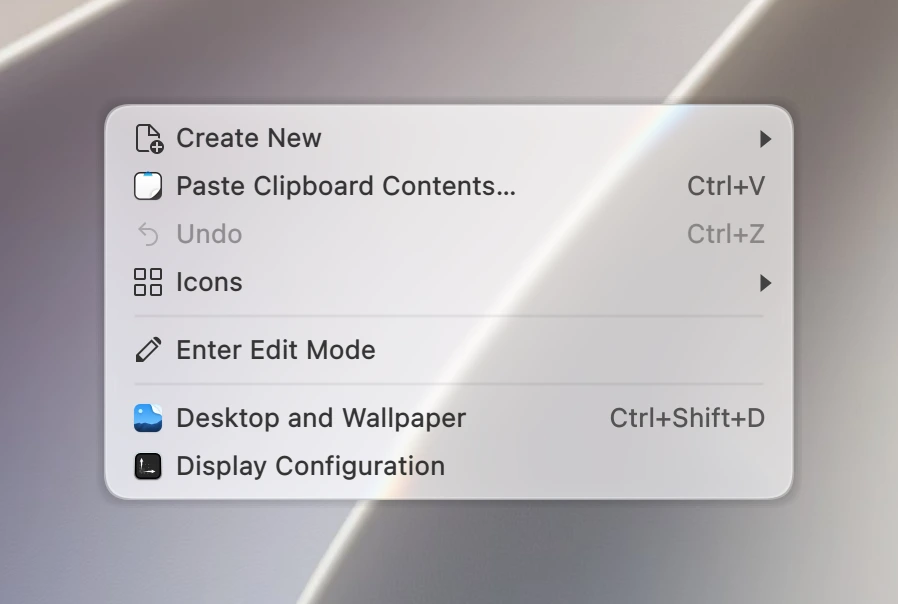 Create New
Paste Clipboard Contents... Ctrl+V
Undo Ctrl+Z
Icons
Enter Edit Mode
Desktop and Wallpaper Ctrl+Shift+D
Display Configuration